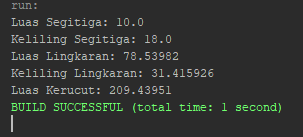 run:
Luas Segitiga: 10.0
Keliling Segitiga: 18.0
Luas Lingkaran: 78.53982
Keliling Lingkaran: 31.415926
Luas Kerucut: 209.43951
BUILD SUCCESSFUL (total time: 1 second)